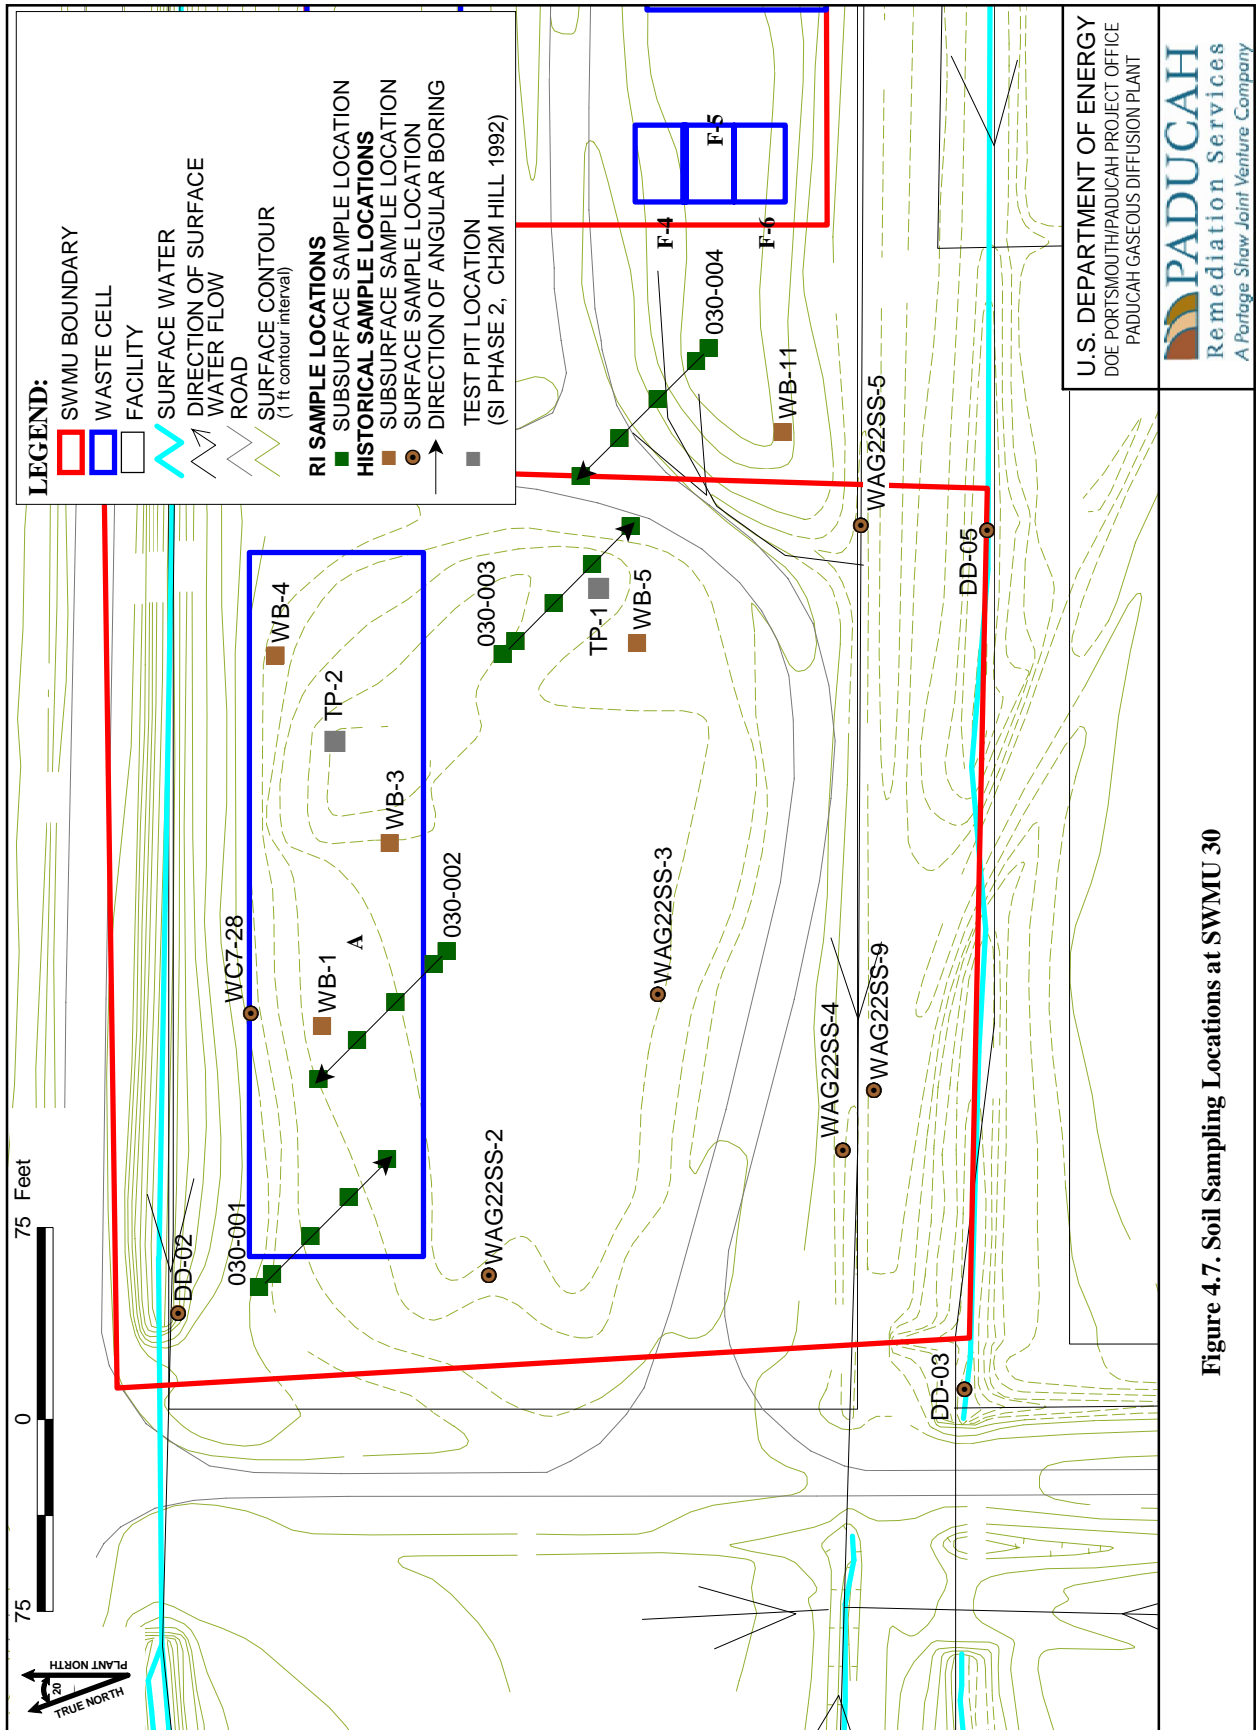 LEGEND:
SWMU BOUNDARY
WASTE CELL
FACILITY
SURFACE WATER
DIRECTION OF SURFACE
WATER FLOW
ROAD
SURFACE CONTOUR
(1 ft contour interval)
RI SAMPLE LOCATIONS
SUBSURFACE SAMPLE LOCATION
HISTORICAL SAMPLE LOCATIONS
SUBSURFACE SAMPLE LOCATION
SURFACE SAMPLE LOCATION
DIRECTION OF ANGULAR BORING
TEST PIT LOCATION
(SI PHASE 2, CH2M HILL 1992)
TRUE NORTH
20
PLANT NORTH
75
0
75
Feet
DD-02
030-001
WC7-28
WB-1
A
WB-3
TP-2
WB-4
030-002
WAG22SS-2
030-003
TP-1
WB-5
WAG22SS-3
F-4
F-5
F-6
030-004
WB-11
WAG22SS-4
WAG22SS-9
WAG22SS-5
DD-03
DD-05
U.S. DEPARTMENT OF ENERGY
DOE PORTSMOUTH/PADUCAH PROJECT OFFICE
PADUCAH GASEOUS DIFFUSION PLANT
PADUCAH
Remediation Services
A Portage Shaw Joint Venture Company
Figure 4.7. Soil Sampling Locations at SWMU 30